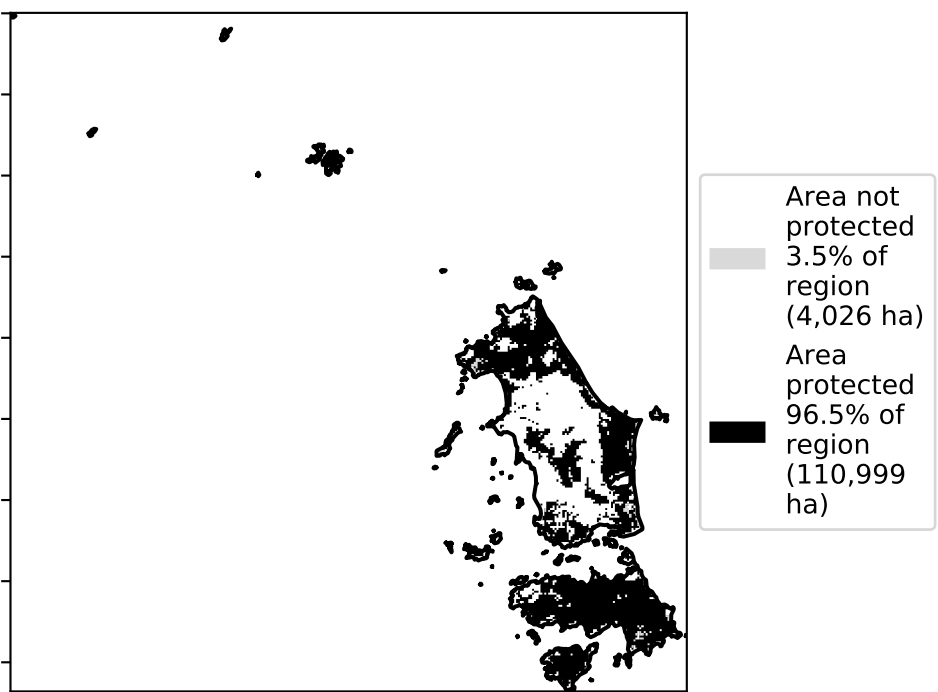 Area not
protected
3.5% of
region
(4,026 ha)
Area
protected
96.5% of
region
(110,999
ha)